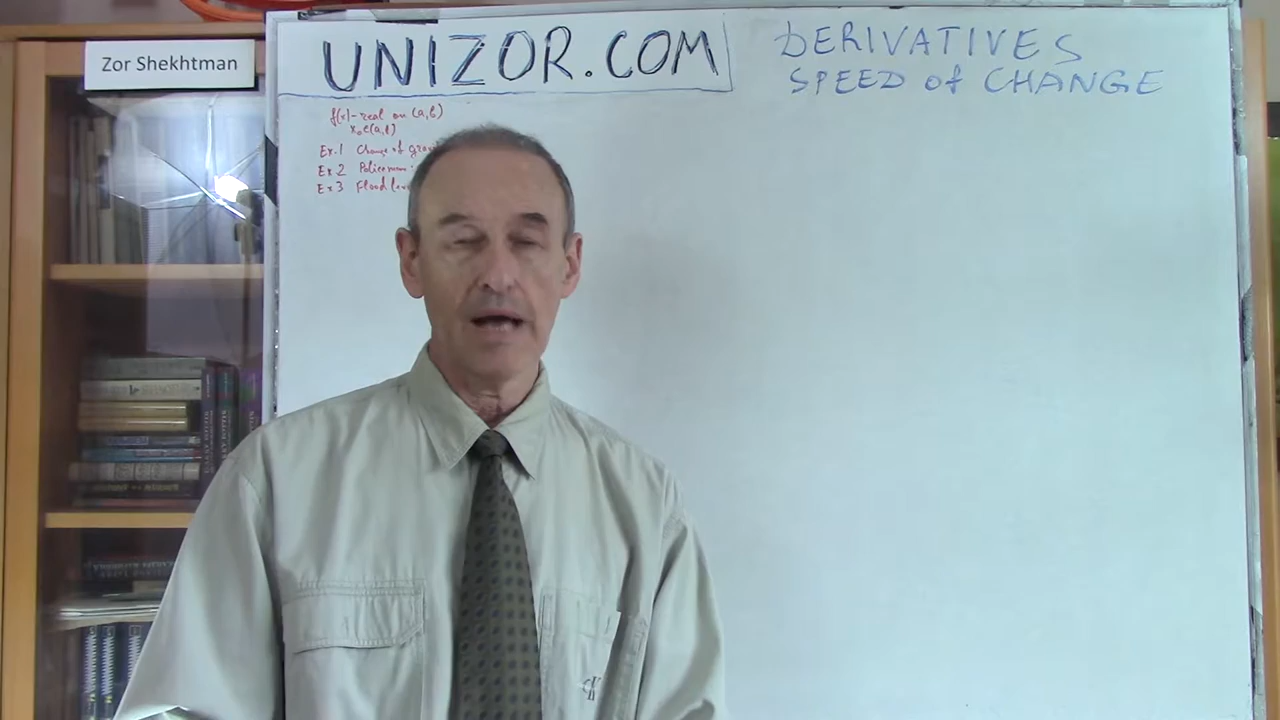 Zor Shekhtman
UNIZOR.COM
DERIVATIVES
SPEED of CHANGE
f(x) - real on (a,b)
x₀∈(a,b)
Ex.1 Change of
Ex 2 Policeman
Ex 3 Flood